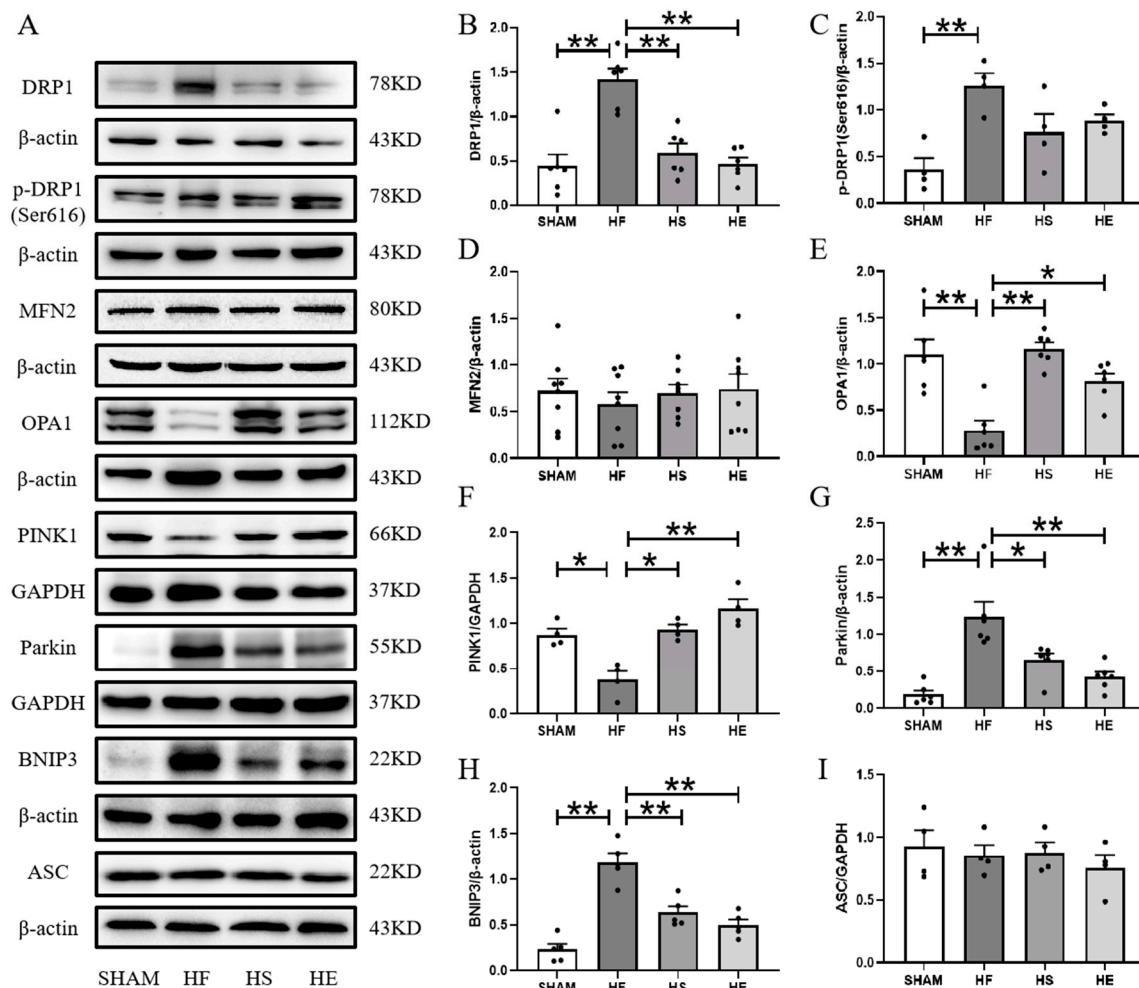 A
DRP1 78KD
β-actin 43KD
p-DRP1 78KD
(Ser616)
β-actin 43KD
MFN2 80KD
β-actin 43KD
OPA1 112KD
β-actin 43KD
PINK1 66KD
GAPDH 37KD
Parkin 55KD
GAPDH 37KD
BNIP3 22KD
β-actin 43KD
ASC 22KD
β-actin 43KD
SHAM HF HS HE
B
DRP1/β-actin
2.0
1.5
1.0
0.5
0.0
** ** **
SHAM HF HS HE
C
p-DRP1(Ser616)/β-actin
2.0
1.5
1.0
0.5
0.0
**
SHAM HF HS HE
D
MFN2/β-actin
2.0
1.5
1.0
0.5
0.0
SHAM HF HS HE
E
OPA1/β-actin
2.0
1.5
1.0
0.5
0.0
*
** **
SHAM HF HS HE
F
PINK1/GAPDH
2.0
1.5
1.0
0.5
0.0
**
* *
SHAM HF HS HE
G
Parkin/β-actin
2.5
2.0
1.5
1.0
0.5
0.0
**
** *
SHAM HF HS HE
H
BNIP3/β-actin
2.0
1.5
1.0
0.5
0.0
**
** **
SHAM HF HS HE
I
ASC/GAPDH
1.5
1.0
0.5
0.0
SHAM HF HS HE